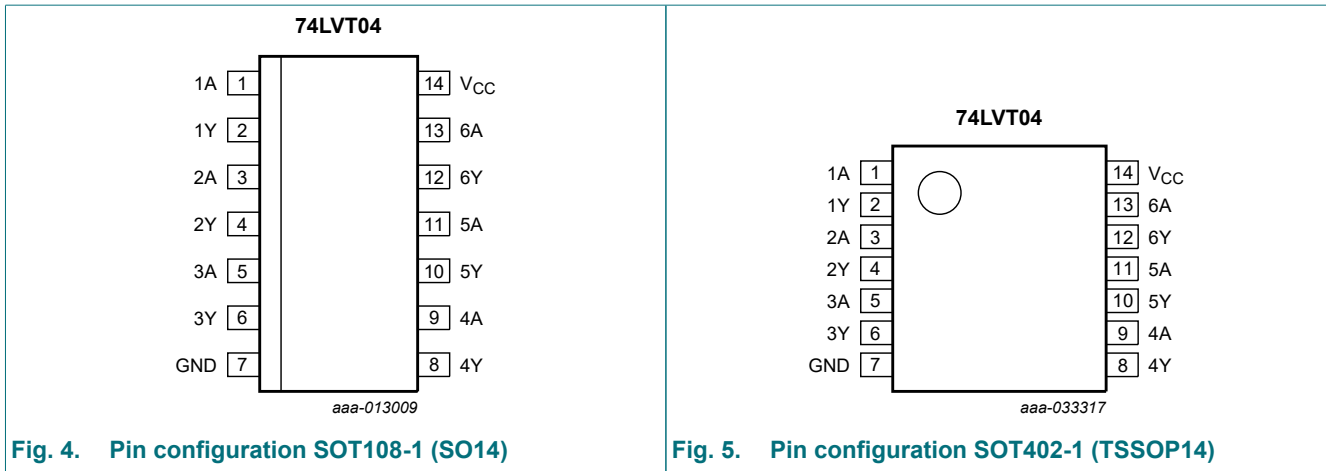 74LVT04
1A 1 14 VCC
1Y 2 13 6A
2A 3 12 6Y
2Y 4 11 5A
3A 5 10 5Y
3Y 6 9 4A
GND 7 8 4Y
aaa-013009
Fig. 4. Pin configuration SOT108-1 (SO14)
74LVT04
1A 1 14 VCC
1Y 2 13 6A
2A 3 12 6Y
2Y 4 11 5A
3A 5 10 5Y
3Y 6 9 4A
GND 7 8 4Y
aaa-033317
Fig. 5. Pin configuration SOT402-1 (TSSOP14)